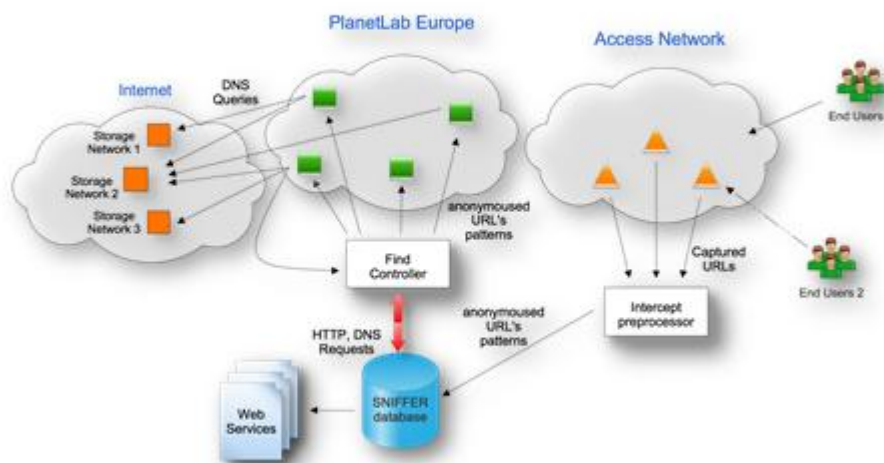 PlanetLab Europe
Access Network
Internet
DNS
Queries
End Users
Storage
Network 1
Storage
Network 2
Storage
Network 3
anonymoused
URL's
patterns
Captured
URLs
End Users 2
Find
Controller
Intercept
preprocessor
anonymoused
URL's
patterns
HTTP, DNS
Requests
SNIFFER
database
Web
Services